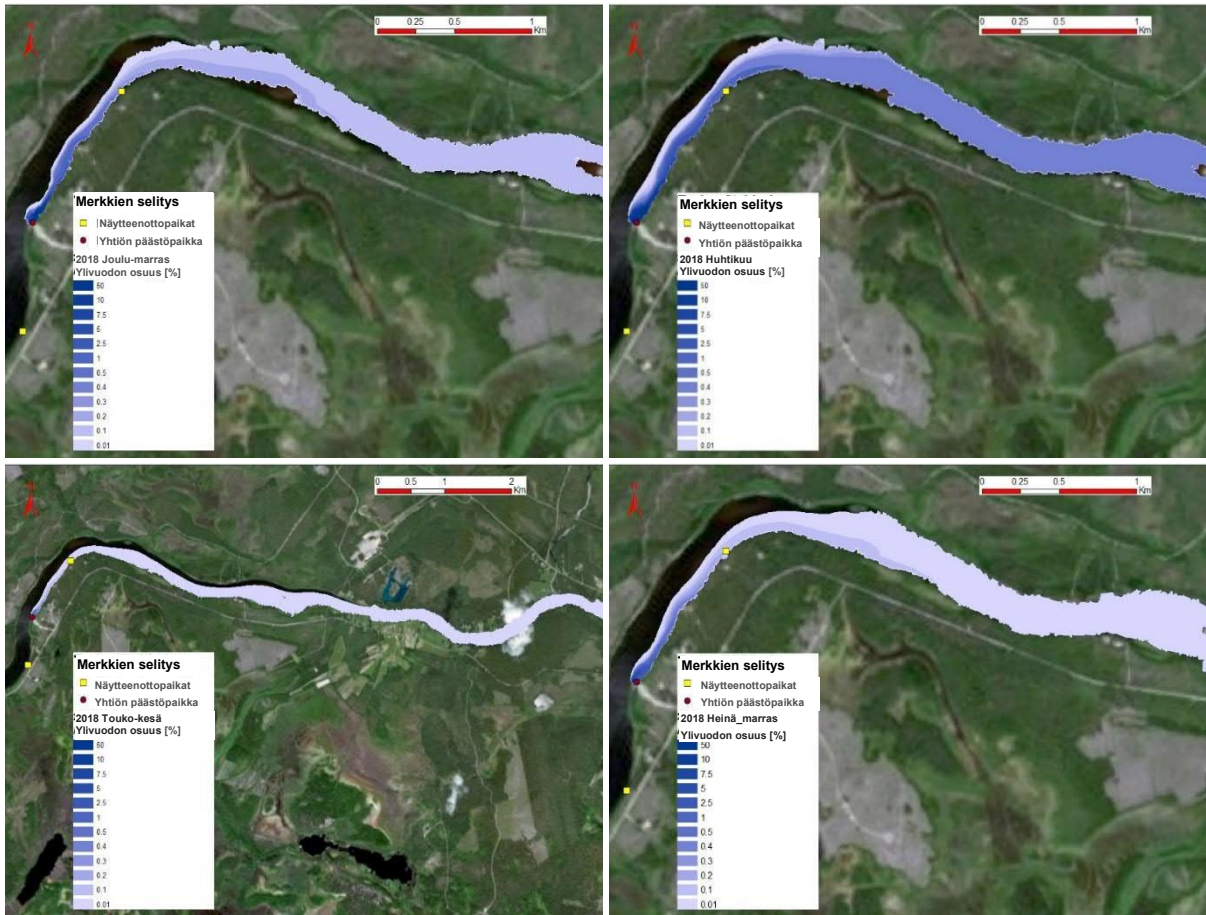 0 0.25 0.5 1
Km
Merkkien selitys
Näytteenottopaikat
Yhtiön päästöpaikka
2018 Joulu-marras
Ylivuodon osuus [%]
50
10
7.5
5
2.5
1
0.5
0.4
0.3
0.2
0.1
0.01
0 0.25 0.5 1
Km
Merkkien selitys
Näytteenottopaikat
Yhtiön päästöpaikka
2018 Huhtikuu
Ylivuodon osuus [%]
50
10
7.5
5
2.5
1
0.5
0.4
0.3
0.2
0.1
0.01
0 0.5 1 2
Km
Merkkien selitys
Näytteenottopaikat
Yhtiön päästöpaikka
2018 Touko-kesä
Ylivuodon osuus [%]
50
10
7.5
5
2.5
1
0.5
0.4
0.3
0.2
0.1
0.01
0 0.25 0.5 1
Km
Merkkien selitys
Näytteenottopaikat
Yhtiön päästöpaikka
2018 Heinä_marras
Ylivuodon osuus [%]
50
10
7.5
5
2.5
1
0.5
0.4
0.3
0.2
0.1
0.01